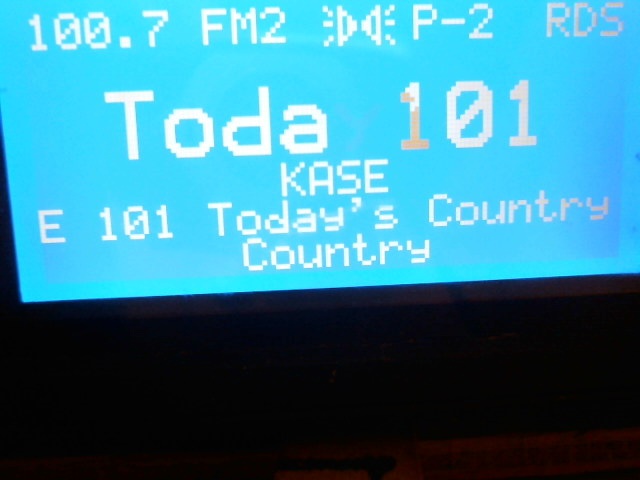 100.7 FM2 P-2 RDS
Toda 101
KASE
E 101 Today's Country
Country